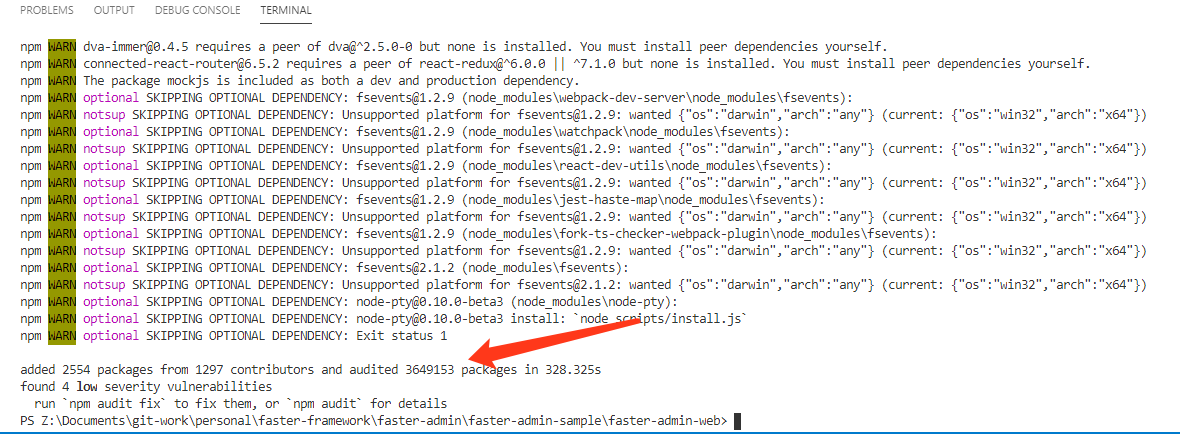 PROBLEMS OUTPUT DEBUG CONSOLE TERMINAL
npm WARN dva-immer@0.4.5 requires a peer of dva@^2.5.0-0 but none is installed. You must install peer dependencies yourself.
npm WARN connected-react-router@6.5.2 requires a peer of react-redux@^6.0.0 || ^7.1.0 but none is installed. You must install peer dependencies yourself.
npm WARN The package mockjs is included as both a dev and production dependency.
npm WARN optional SKIPPING OPTIONAL DEPENDENCY: fsevents@1.2.9 (node_modules\webpack-dev-server\node_modules\fsevents):
npm WARN notsup SKIPPING OPTIONAL DEPENDENCY: Unsupported platform for fsevents@1.2.9: wanted {"os":"darwin","arch":"any"} (current: {"os":"win32","arch":"x64"})
npm WARN optional SKIPPING OPTIONAL DEPENDENCY: fsevents@1.2.9 (node_modules\watchpack\node_modules\fsevents):
npm WARN notsup SKIPPING OPTIONAL DEPENDENCY: Unsupported platform for fsevents@1.2.9: wanted {"os":"darwin","arch":"any"} (current: {"os":"win32","arch":"x64"})
npm WARN optional SKIPPING OPTIONAL DEPENDENCY: fsevents@1.2.9 (node_modules\react-dev-utils\node_modules\fsevents):
npm WARN notsup SKIPPING OPTIONAL DEPENDENCY: Unsupported platform for fsevents@1.2.9: wanted {"os":"darwin","arch":"any"} (current: {"os":"win32","arch":"x64"})
npm WARN optional SKIPPING OPTIONAL DEPENDENCY: fsevents@1.2.9 (node_modules\jest-haste-map\node_modules\fsevents):
npm WARN notsup SKIPPING OPTIONAL DEPENDENCY: Unsupported platform for fsevents@1.2.9: wanted {"os":"darwin","arch":"any"} (current: {"os":"win32","arch":"x64"})
npm WARN optional SKIPPING OPTIONAL DEPENDENCY: fsevents@1.2.9 (node_modules\fork-ts-checker-webpack-plugin\node_modules\fsevents):
npm WARN notsup SKIPPING OPTIONAL DEPENDENCY: Unsupported platform for fsevents@1.2.9: wanted {"os":"darwin","arch":"any"} (current: {"os":"win32","arch":"x64"})
npm WARN optional SKIPPING OPTIONAL DEPENDENCY: fsevents@2.1.2 (node_modules\fsevents):
npm WARN notsup SKIPPING OPTIONAL DEPENDENCY: Unsupported platform for fsevents@2.1.2: wanted {"os":"darwin","arch":"any"} (current: {"os":"win32","arch":"x64"})
npm WARN optional SKIPPING OPTIONAL DEPENDENCY: node-pty@0.10.0-beta3 (node_modules\node-pty):
npm WARN optional SKIPPING OPTIONAL DEPENDENCY: node-pty@0.10.0-beta3 install: `node scripts/install.js`
npm WARN optional SKIPPING OPTIONAL DEPENDENCY: Exit status 1
added 2554 packages from 1297 contributors and audited 3649153 packages in 328.325s
found 4 low severity vulnerabilities
run `npm audit fix` to fix them, or `npm audit` for details
PS Z:\Documents\git-work\personal\faster-framework\faster-admin\faster-admin-sample\faster-admin-web>